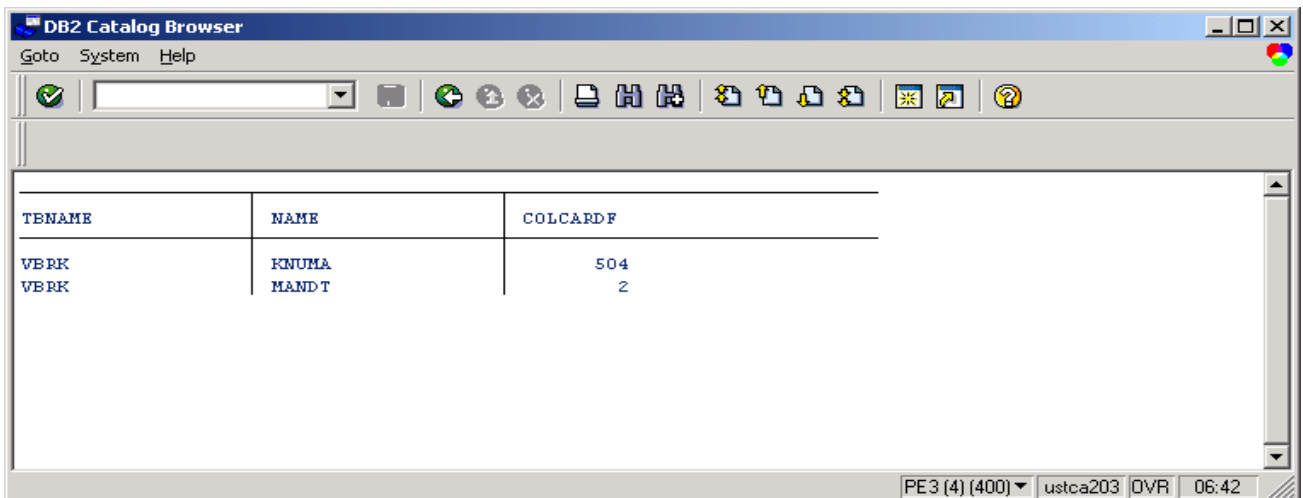 DB2 Catalog Browser
Goto System Help
TBNAME NAME COLCARDF
VBRK KNUMA 504
VBRK MANDT 2
PE3 (4) (400) ustca203 OVR 06:42